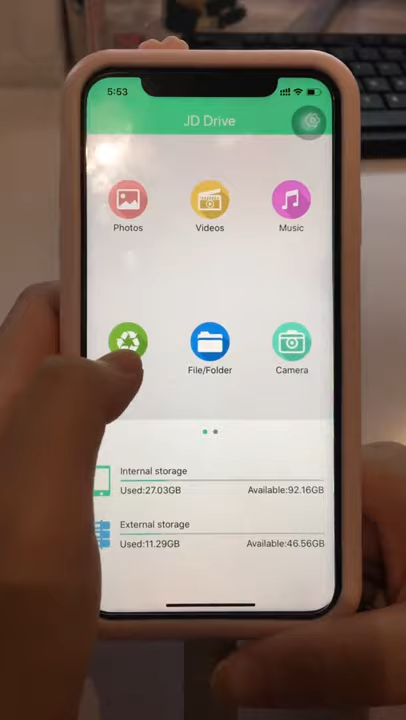 5:53
JD Drive
Photos
Videos
Music
File/Folder
Camera
Internal storage
Used:27.03GB
Available:92.16GB
External storage
Used:11.29GB
Available:46.56GB